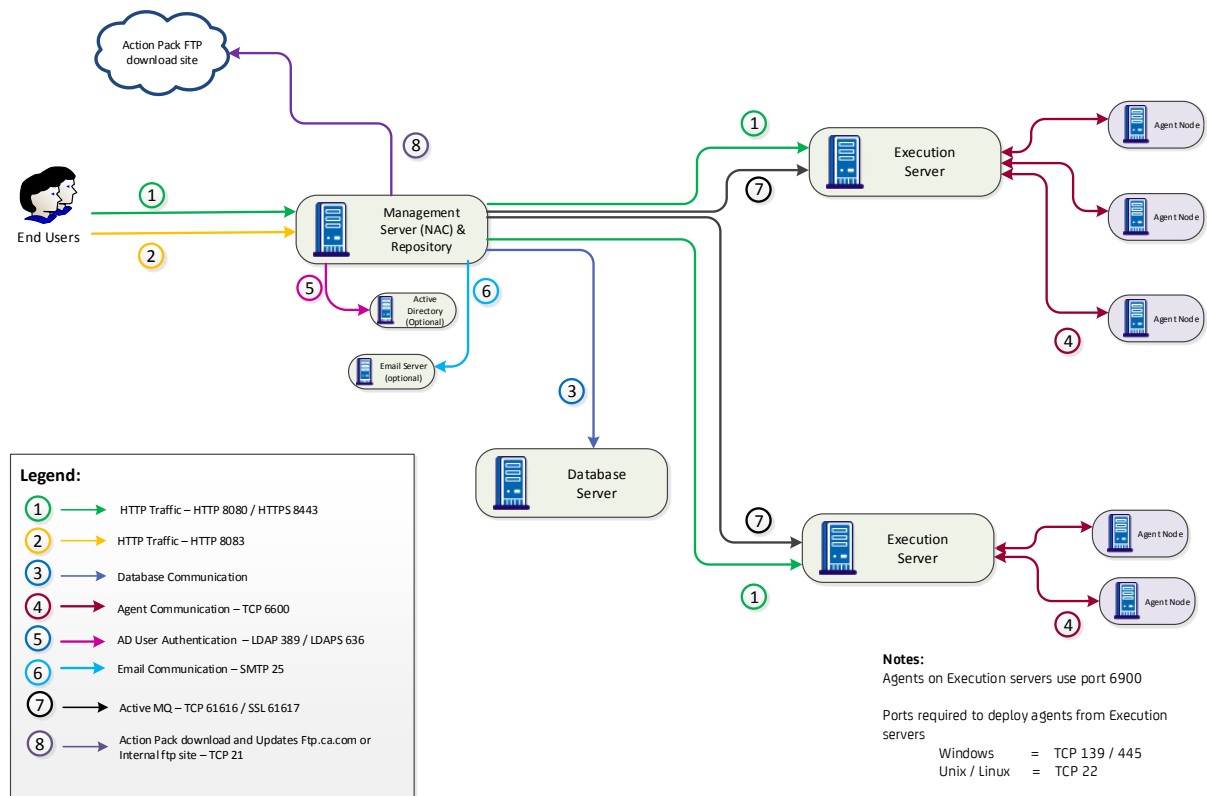 Action Pack FTP
download site
8
1
Execution
Server
7
Agent Node
Agent Node
Agent Node
4
End Users
1
2
Management
Server (NAC) &
Repository
5
6
Active
Directory
(Optional)
Email Server
(optional)
3
Database
Server
7
Execution
Server
1
Agent Node
Agent Node
4
Legend:
1 HTTP Traffic – HTTP 8080 / HTTPS 8443
2 HTTP Traffic – HTTP 8083
3 Database Communication
4 Agent Communication – TCP 6600
5 AD User Authentication – LDAP 389 / LDAPS 636
6 Email Communication – SMTP 25
7 Active MQ – TCP 61616 / SSL 61617
8 Action Pack download and Updates Ftp.ca.com or
Internal ftp site – TCP 21
Notes:
Agents on Execution servers use port 6900
Ports required to deploy agents from Execution
servers
Windows = TCP 139 / 445
Unix / Linux = TCP 22